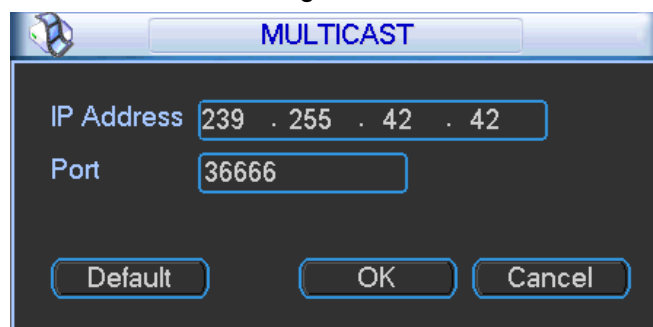 MULTICAST
IP Address 239 . 255 . 42 . 42
Port 36666
Default OK Cancel